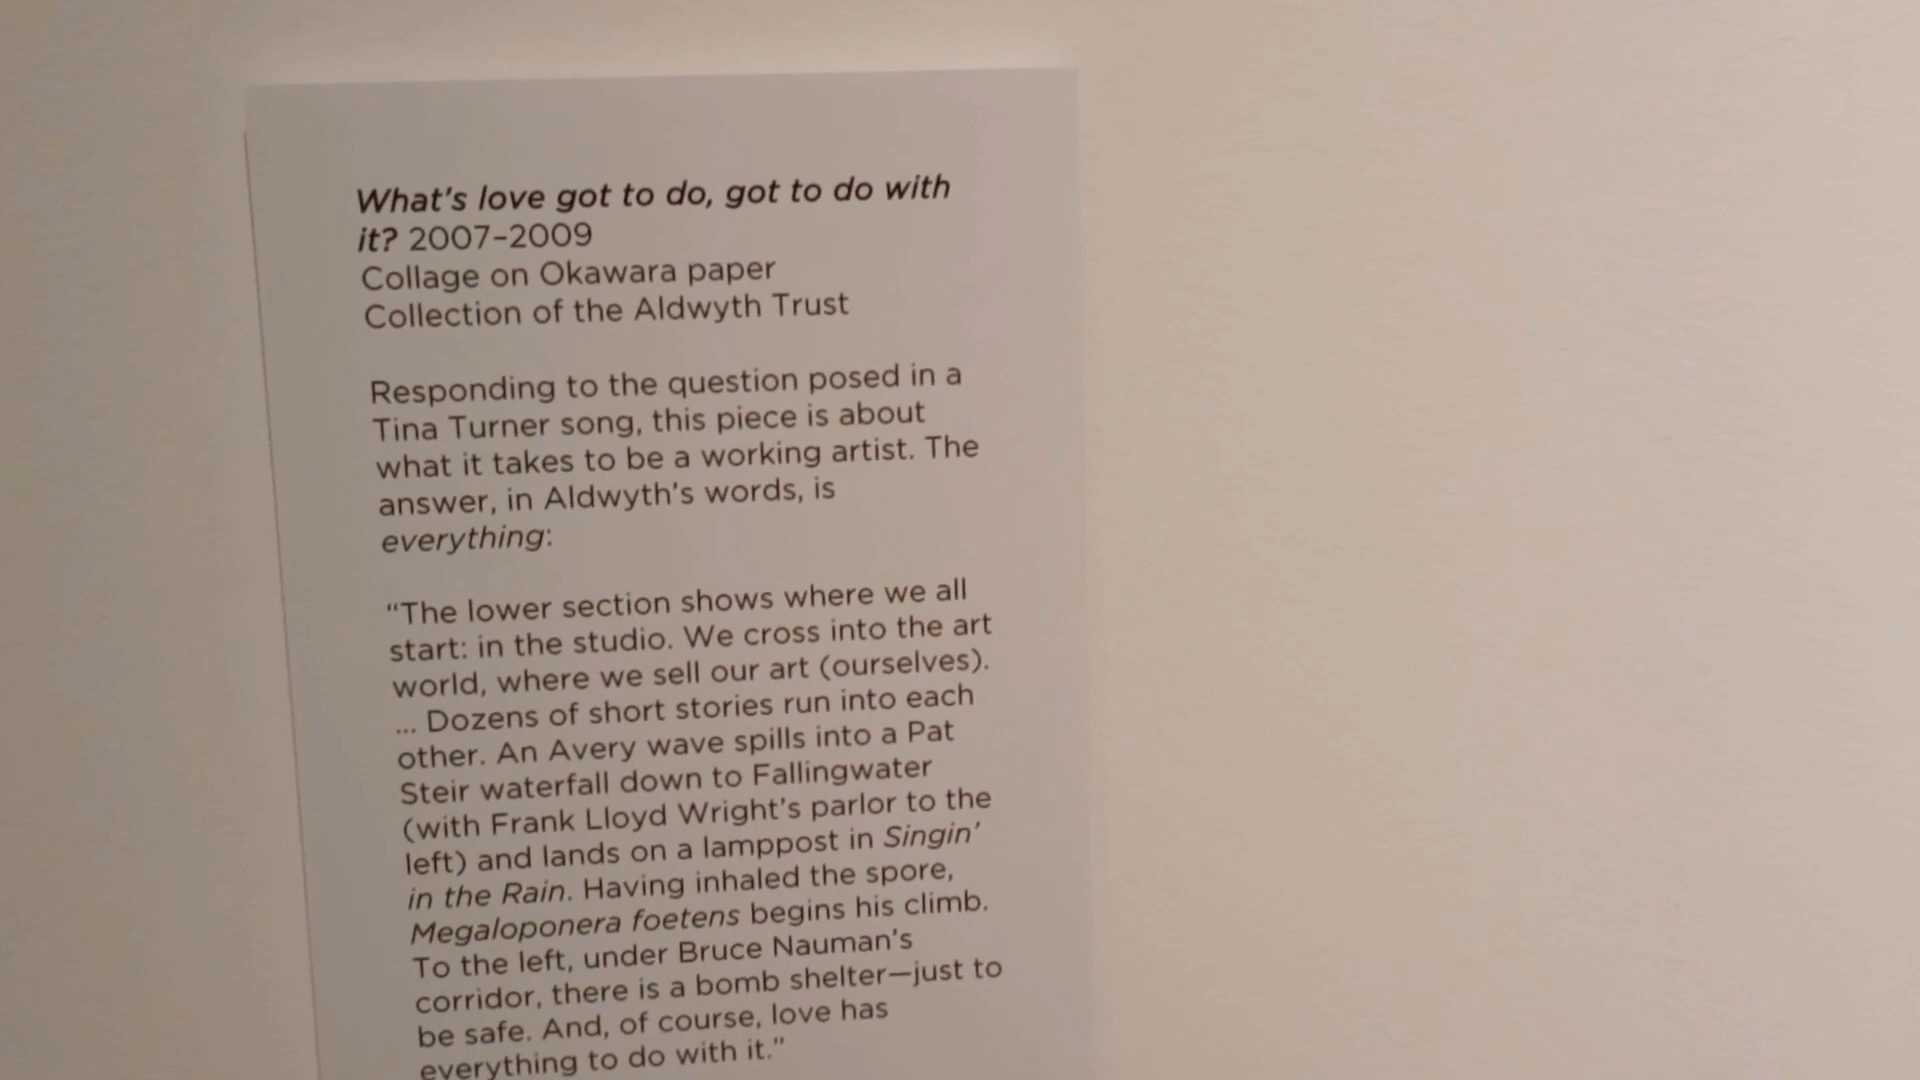 What's love got to do, got to do with
it? 2007–2009
Collage on Okawara paper
Collection of the Aldwyth Trust
Responding to the question posed in a
Tina Turner song, this piece is about
what it takes to be a working artist. The
answer, in Aldwyth's words, is
everything:
“The lower section shows where we all
start: in the studio. We cross into the art
world, where we sell our art (ourselves).
... Dozens of short stories run into each
other. An Avery wave spills into a Pat
Steir waterfall down to Fallingwater
(with Frank Lloyd Wright's parlor to the
left) and lands on a lamppost in Singin'
in the Rain. Having inhaled the spore,
Megaloponera foetens begins his climb.
To the left, under Bruce Nauman's
corridor, there is a bomb shelter—just to
be safe. And, of course, love has
everything to do with it.”